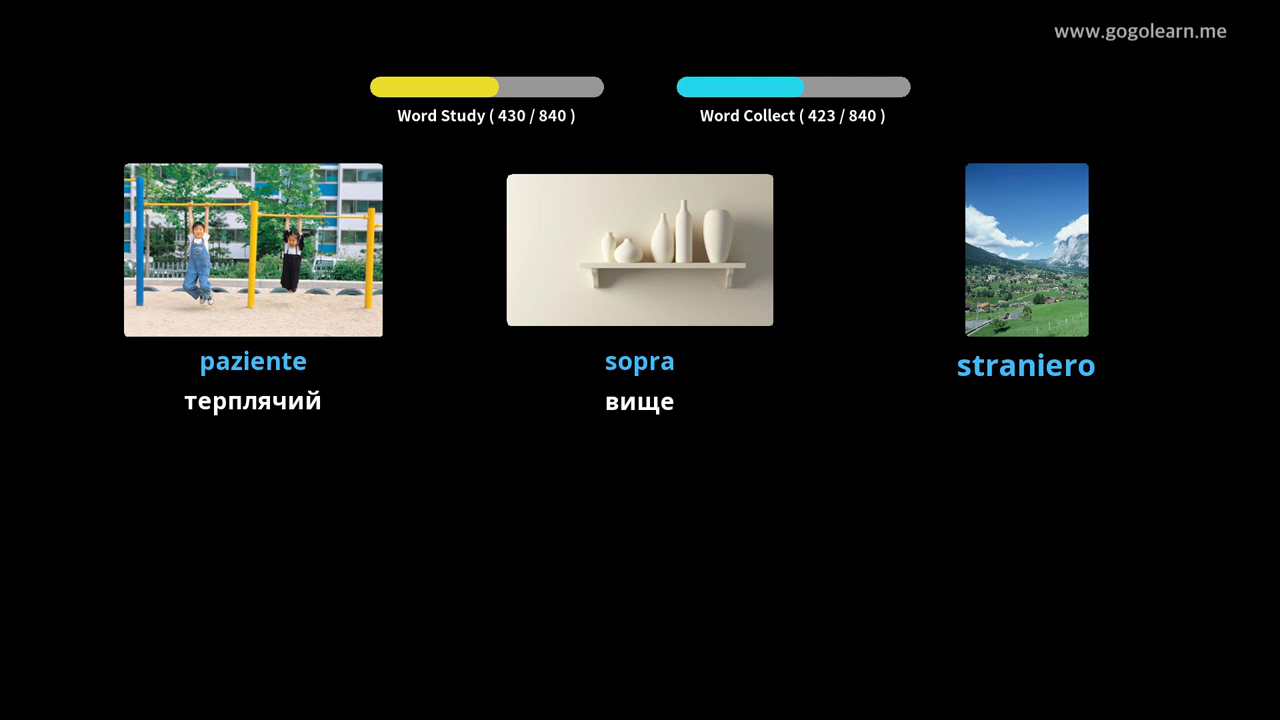 www.gogolearn.me
Word Study ( 430 / 840 )
Word Collect ( 423 / 840 )
paziente
терплячий
sopra
вище
straniero